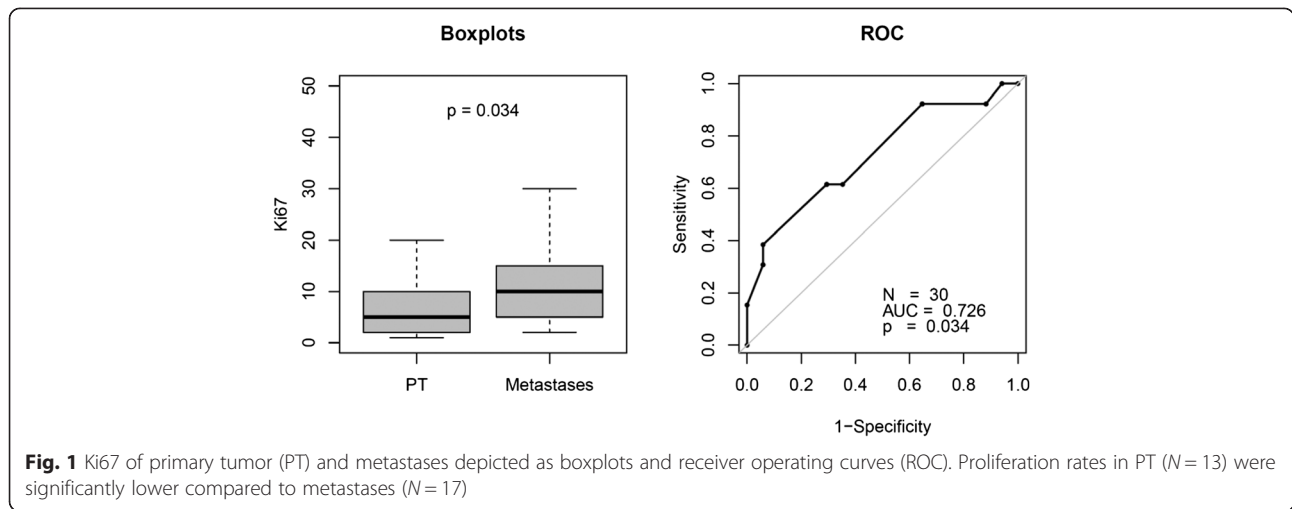 Boxplots
50
40
30
20
10
0
Ki67
p = 0.034
PT
Metastases
ROC
1.0
0.8
0.6
0.4
0.2
0.0
Sensitivity
N = 30
AUC = 0.726
p = 0.034
0.0 0.2 0.4 0.6 0.8 1.0
1−Specificity
Fig. 1 Ki67 of primary tumor (PT) and metastases depicted as boxplots and receiver operating curves (ROC). Proliferation rates in PT (N = 13) were
significantly lower compared to metastases (N = 17)